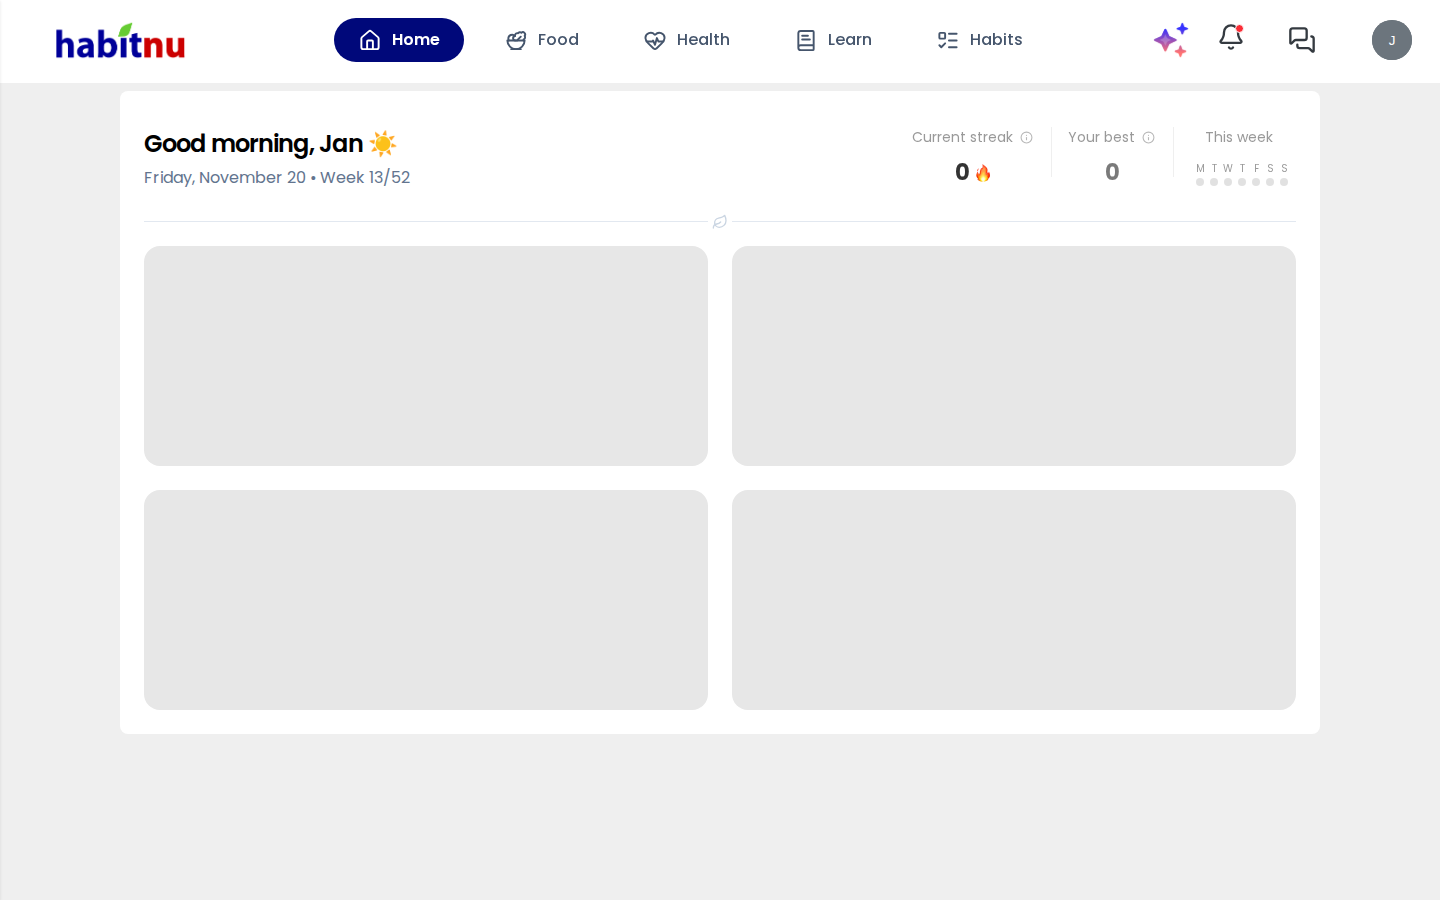 habitnu
Home
Food
Health
Learn
Habits
J
Good morning, Jan ☀️
Friday, November 20 • Week 13/52
Current streak
0 🔥
Your best
0
This week
M T W T F S S